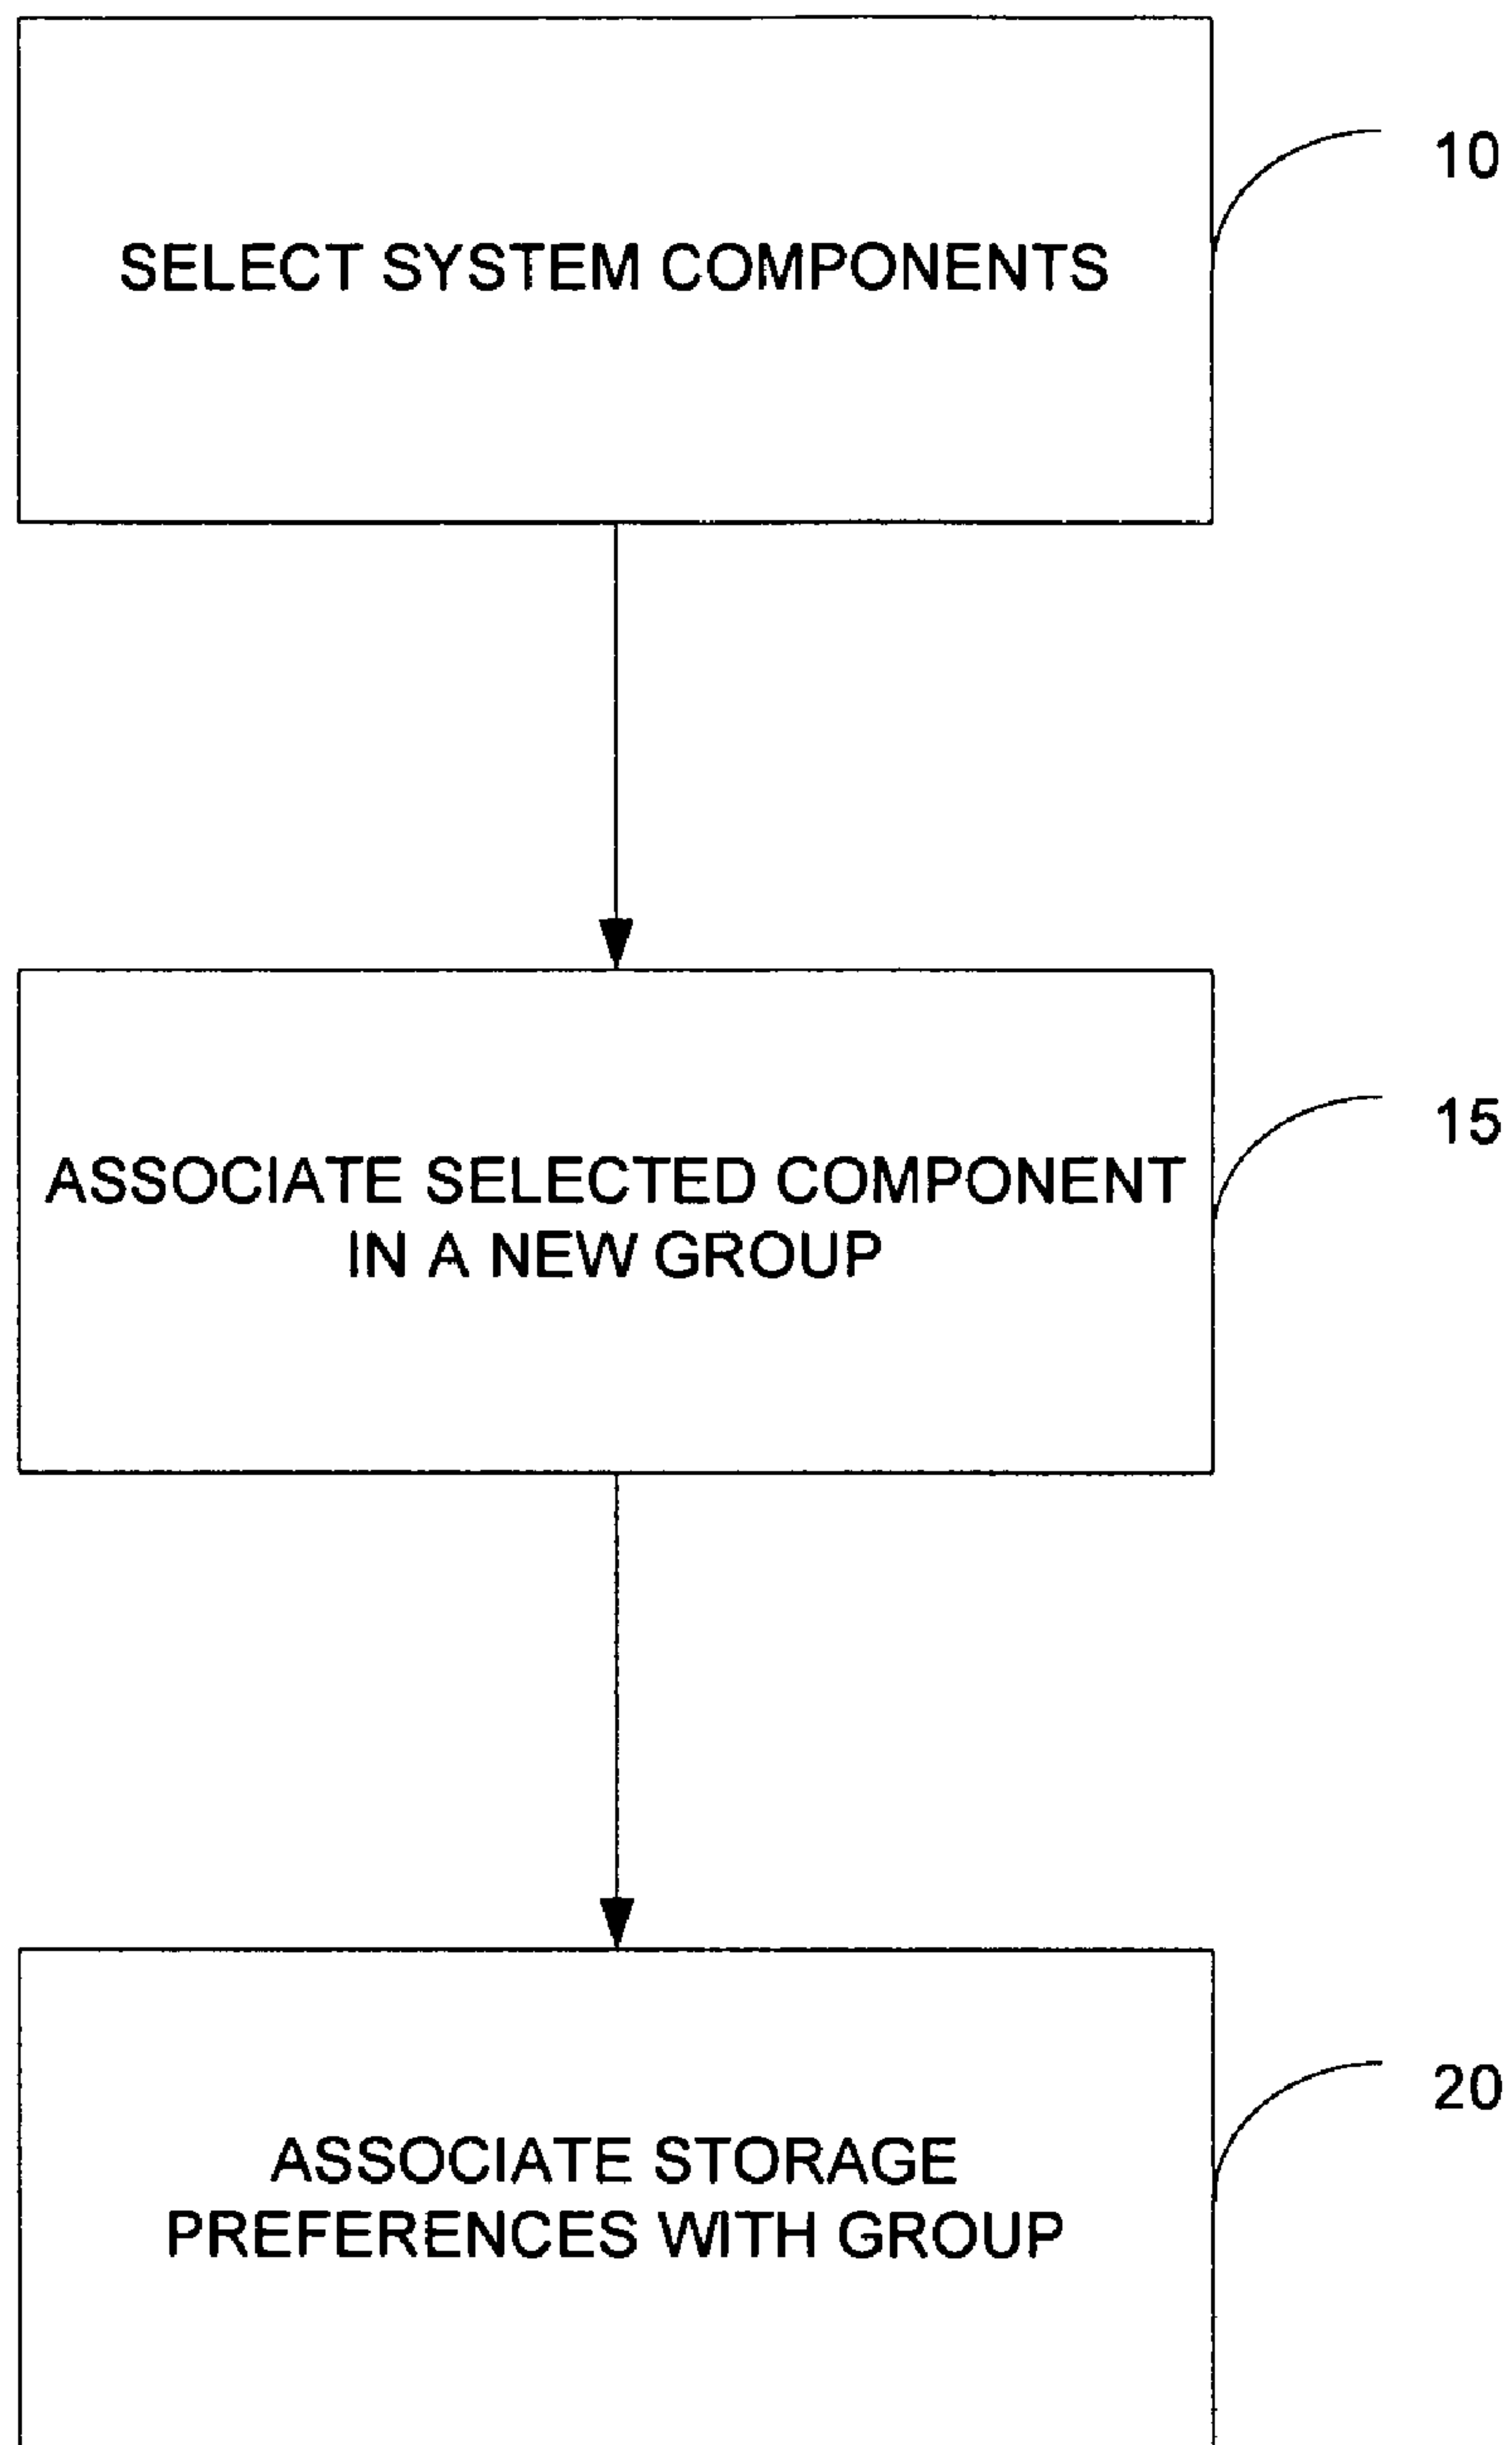 10
SELECT SYSTEM COMPONENTS
15
ASSOCIATE SELECTED COMPONENT
IN A NEW GROUP
20
ASSOCIATE STORAGE
PREFERENCES WITH GROUP